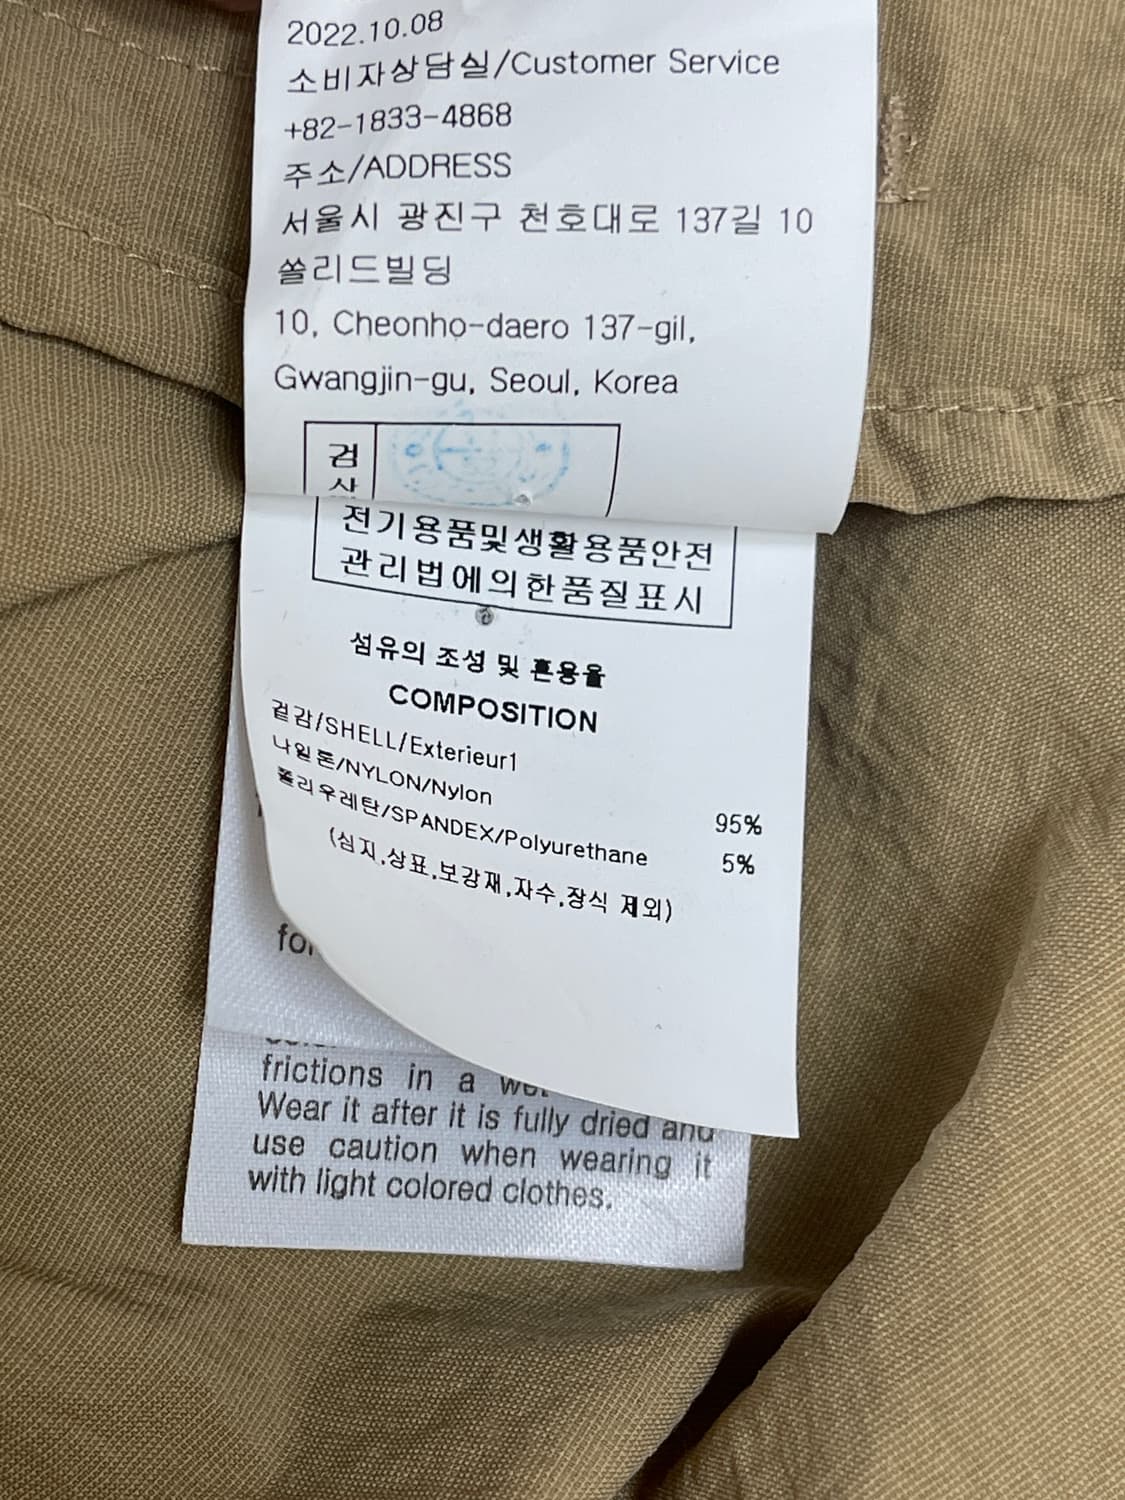 2022.10.08
소비자상담실/Customer Service
+82-1833-4868
주소/ADDRESS
서울시 광진구 천호대로 137길 10
쏠리드빌딩
10, Cheonho-daero 137-gil,
Gwangjin-gu, Seoul, Korea
검
사
전기용품및생활용품안전
관리법에의한품질표시
섬유의 조성 및 혼용율
COMPOSITION
겉감/SHELL/Exterieur1
나일론/NYLON/Nylon 95%
폴리우레탄/SPANDEX/Polyurethane 5%
(심지,상표,보강재,자수,장식 제외)
for
frictions in a wet
Wear it after it is fully dried and
use caution when wearing it
with light colored clothes.